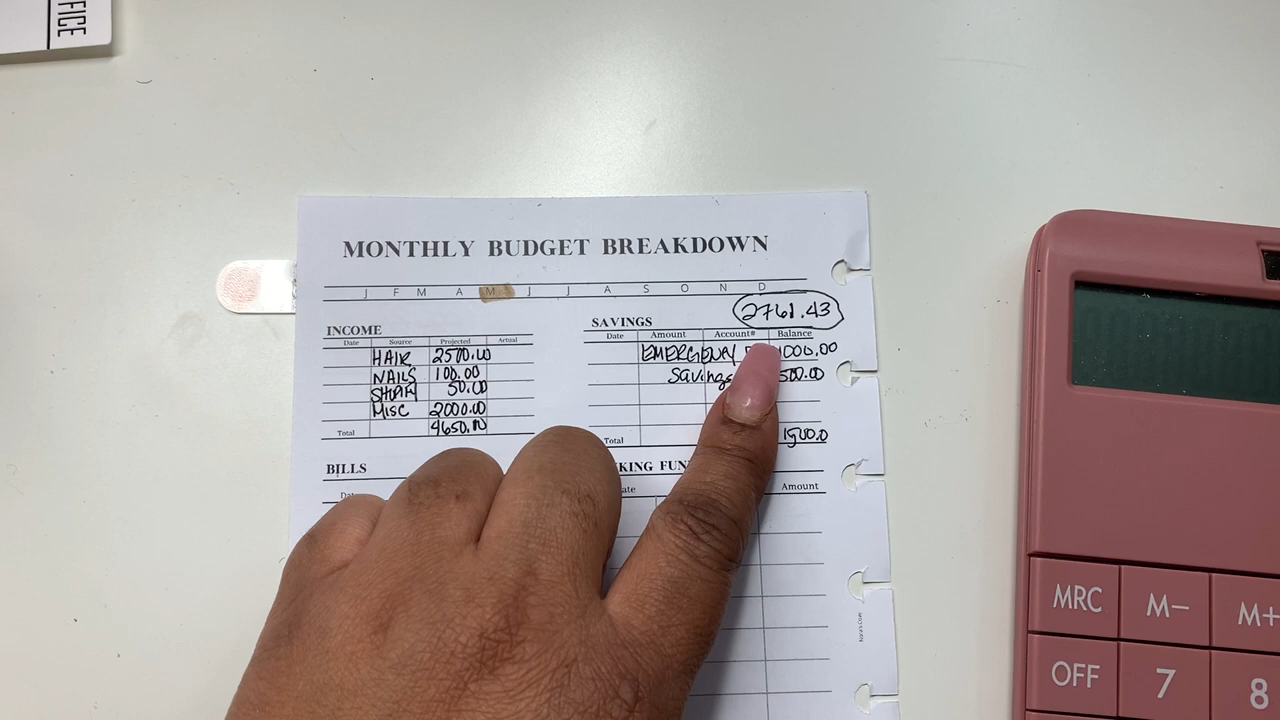 FICE
MONTHLY BUDGET BREAKDOWN
J F M A M J J A S O N D
2761.43
INCOME
Date Source Projected Actual
HAIR 2500.00
NAILS 100.00
50.00
MISC 2000.00
Total 4650.00
SAVINGS
Date Amount Account# Balance
EMERGENCY 1000.00
Savings 500.00
Total 1500.0
BILLS
KING FUN
Amount
MRC M− M+
OFF 7 8